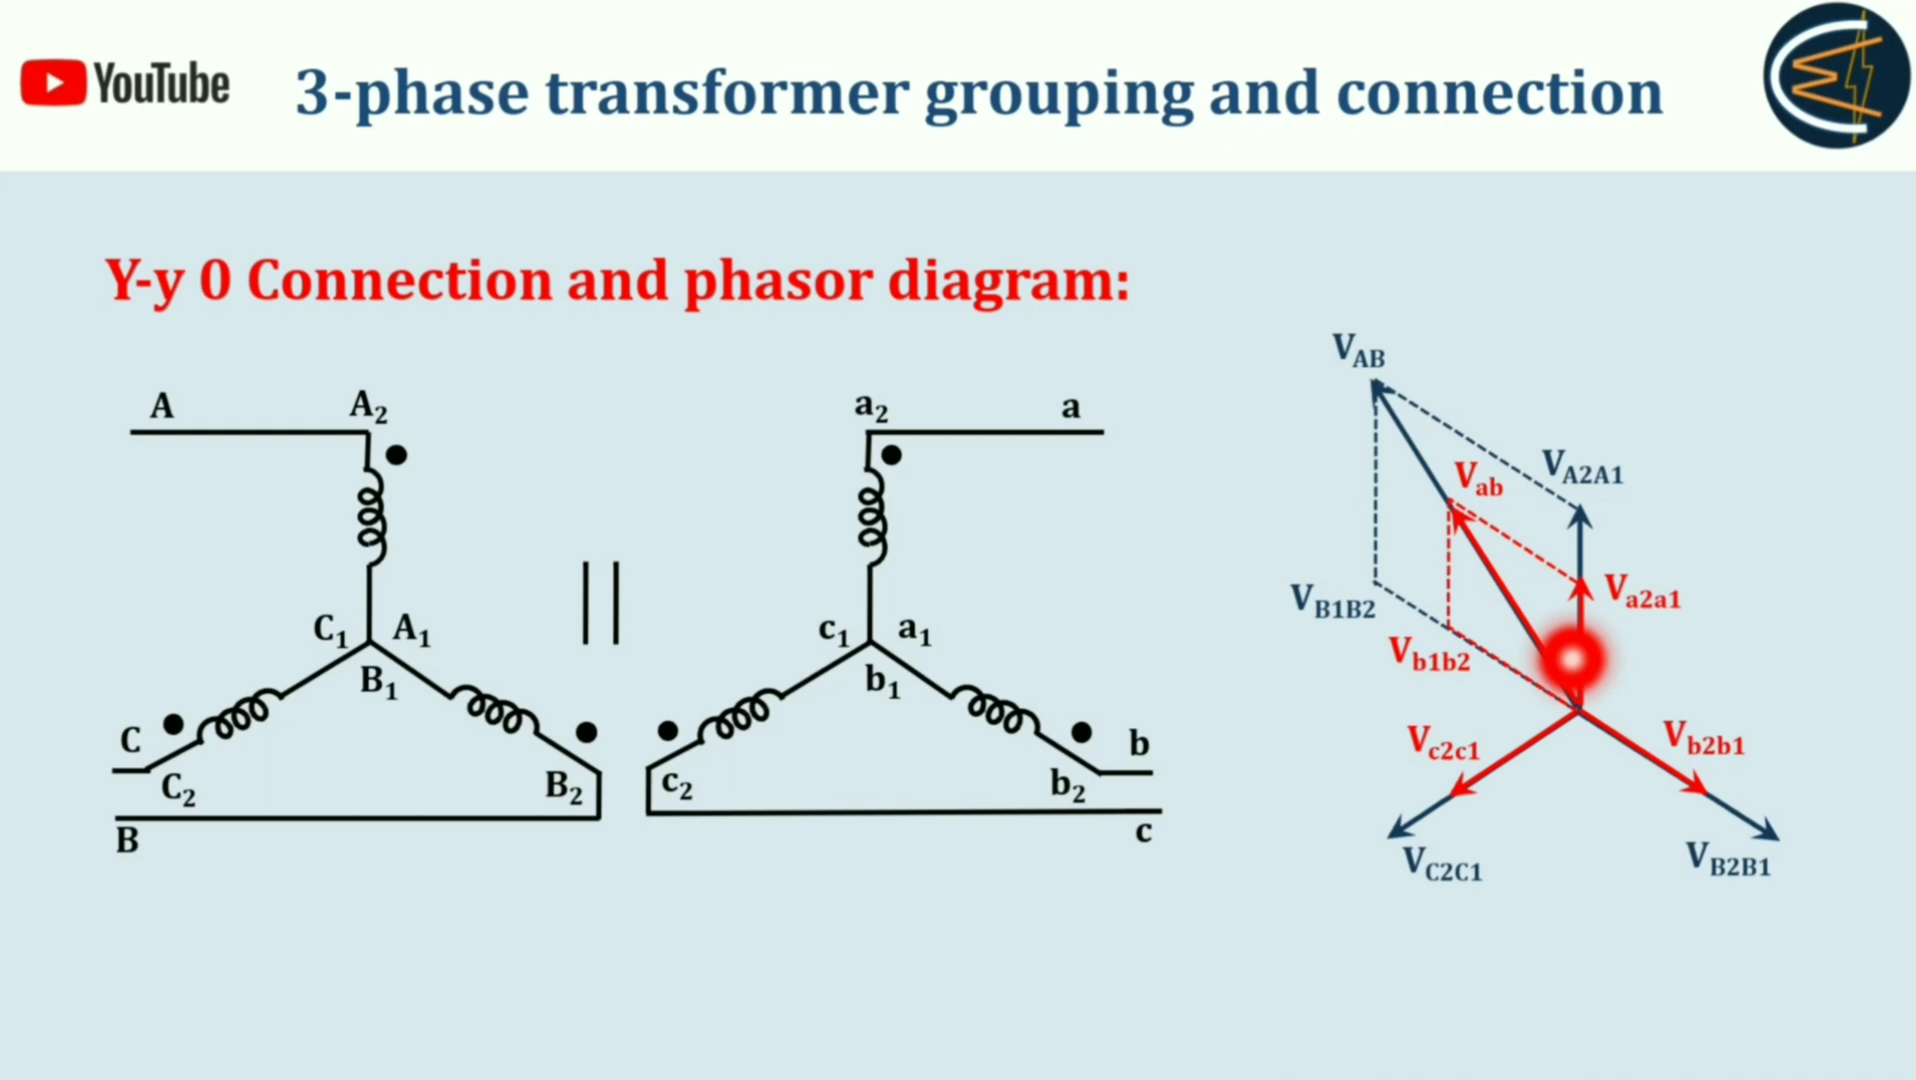 YouTube
3-phase transformer grouping and connection
Y-y 0 Connection and phasor diagram:
A
A2
a2
a
C1
A1
B1
c1
a1
b1
C
C2
B2
B
c2
b2
b
c
VAB
VA2A1
Vab
VB1B2
Va2a1
Vb1b2
Vc2c1
Vb2b1
VC2C1
VB2B1